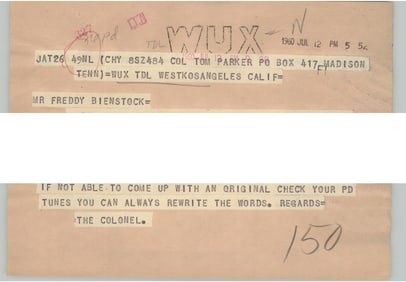 WUX - N
TDL
1960 JUL 12 PM 5 5
JAT26 49NL (CHY 8SZ484 COL TOM PARKER PO BOX 417 MADISON
TENN)=WUX TDL WESTKOSANGELES CALIF=
MR FREDDY BIENSTOCK=
IF NOT ABLE TO COME UP WITH AN ORIGINAL CHECK YOUR PD
TUNES YOU CAN ALWAYS REWRITE THE WORDS. REGARDS=
THE COLONEL.
150